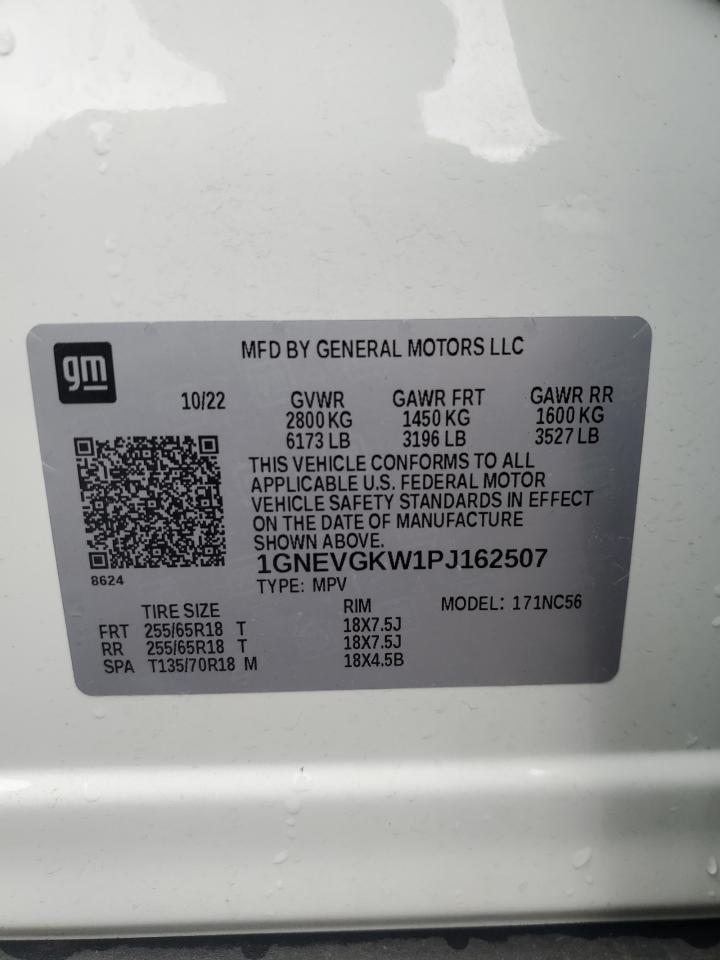 gm
MFD BY GENERAL MOTORS LLC
10/22 GVWR GAWR FRT GAWR RR
2800 KG 1450 KG 1600 KG
6173 LB 3196 LB 3527 LB
THIS VEHICLE CONFORMS TO ALL
APPLICABLE U.S. FEDERAL MOTOR
VEHICLE SAFETY STANDARDS IN EFFECT
ON THE DATE OF MANUFACTURE
SHOWN ABOVE.
8624
1GNEVGKW1PJ162507
TYPE: MPV
TIRE SIZE RIM MODEL: 171NC56
FRT 255/65R18 T 18X7.5J
RR 255/65R18 T 18X7.5J
SPA T135/70R18 M 18X4.5B